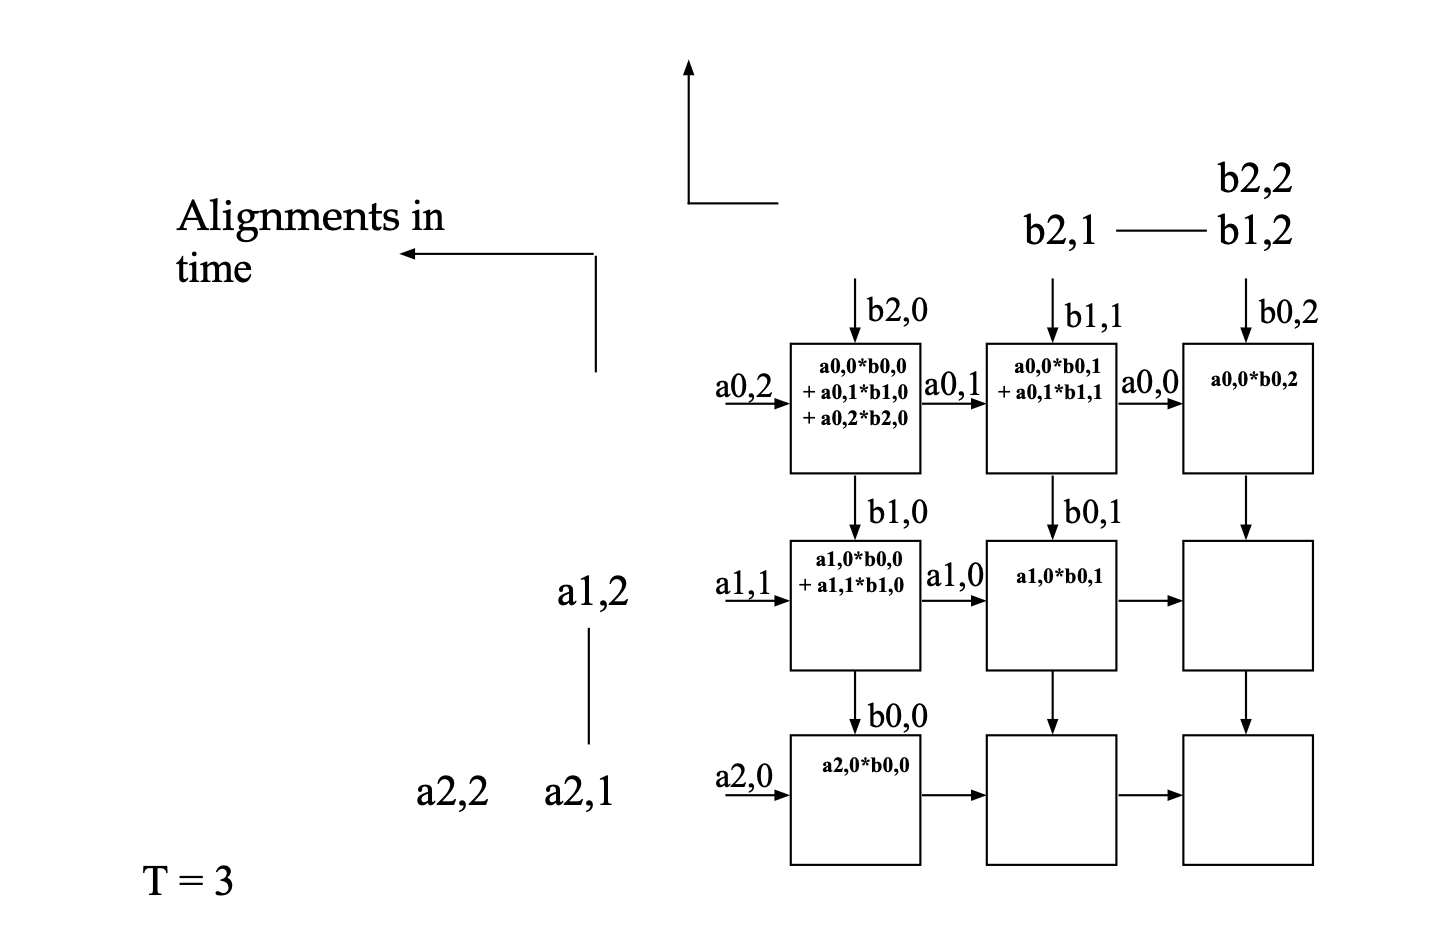 b2,2
Alignments in
time
b2,1
b1,2
b2,0
b1,1
b0,2
a0,2
a0,0*b0,0
+ a0,1*b1,0
+ a0,2*b2,0
a0,1
a0,0*b0,1
+ a0,1*b1,1
a0,0
a0,0*b0,2
b1,0
b0,1
a1,2
a1,1
a1,0*b0,0
+ a1,1*b1,0
a1,0
a1,0*b0,1
b0,0
a2,2
a2,1
a2,0
a2,0*b0,0
T = 3